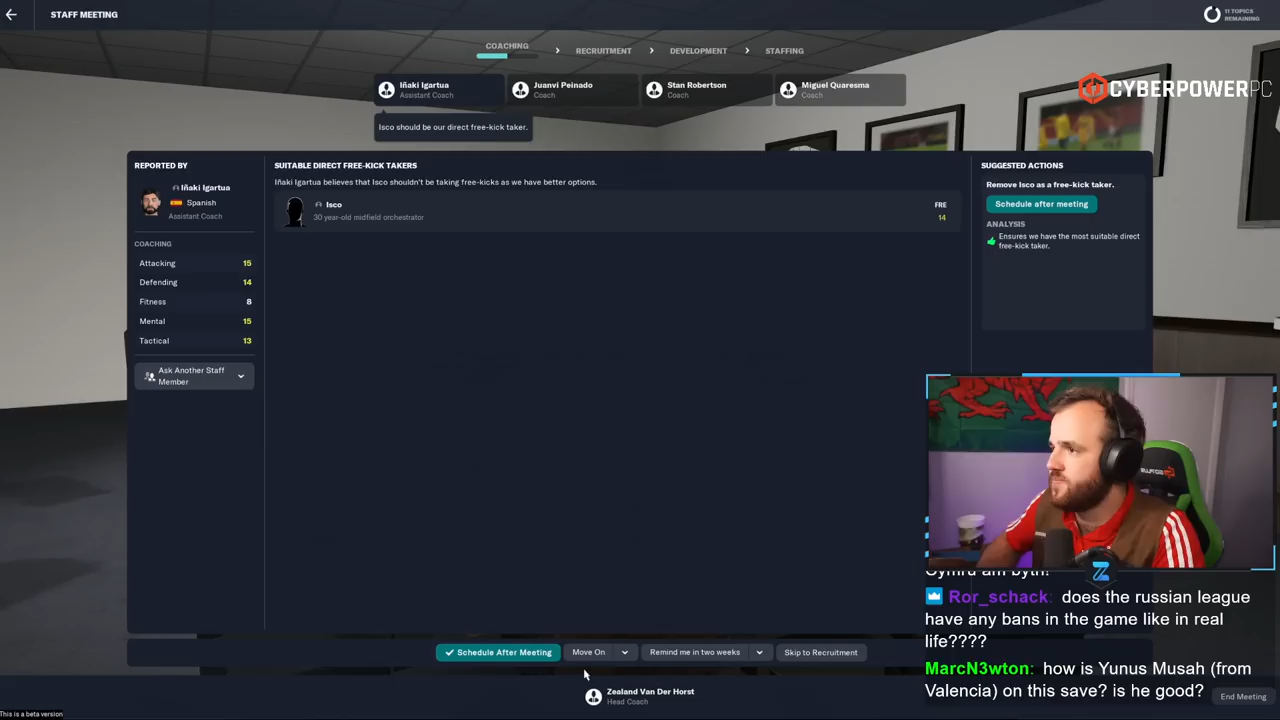 STAFF MEETING
11 TOPICS
REMAINING
COACHING
RECRUITMENT
DEVELOPMENT
STAFFING
Iñaki Igartua
Assistant Coach
Juanvi Peinado
Coach
Stan Robertson
Coach
Miguel Quaresma
Coach
CYBERPOWERPC
Isco should be our direct free-kick taker.
REPORTED BY
Iñaki Igartua
Spanish
Assistant Coach
COACHING
Attacking 15
Defending 14
Fitness 8
Mental 15
Tactical 13
Ask Another Staff
Member
SUITABLE DIRECT FREE-KICK TAKERS
Iñaki Igartua believes that Isco shouldn't be taking free-kicks as we have better options.
Isco
30 year-old midfield orchestrator
FRE
14
SUGGESTED ACTIONS
Remove Isco as a free-kick taker.
Schedule after meeting
ANALYSIS
Ensures we have the most suitable direct
free-kick taker.
Cymru am byth!
Ror_schack: does the russian league
have any bans in the game like in real
life????
MarcN3wton: how is Yunus Musah (from
Valencia) on this save? is he good?
Schedule After Meeting
Move On
Remind me in two weeks
Skip to Recruitment
Zealand Van Der Horst
Head Coach
End Meeting
This is a beta version